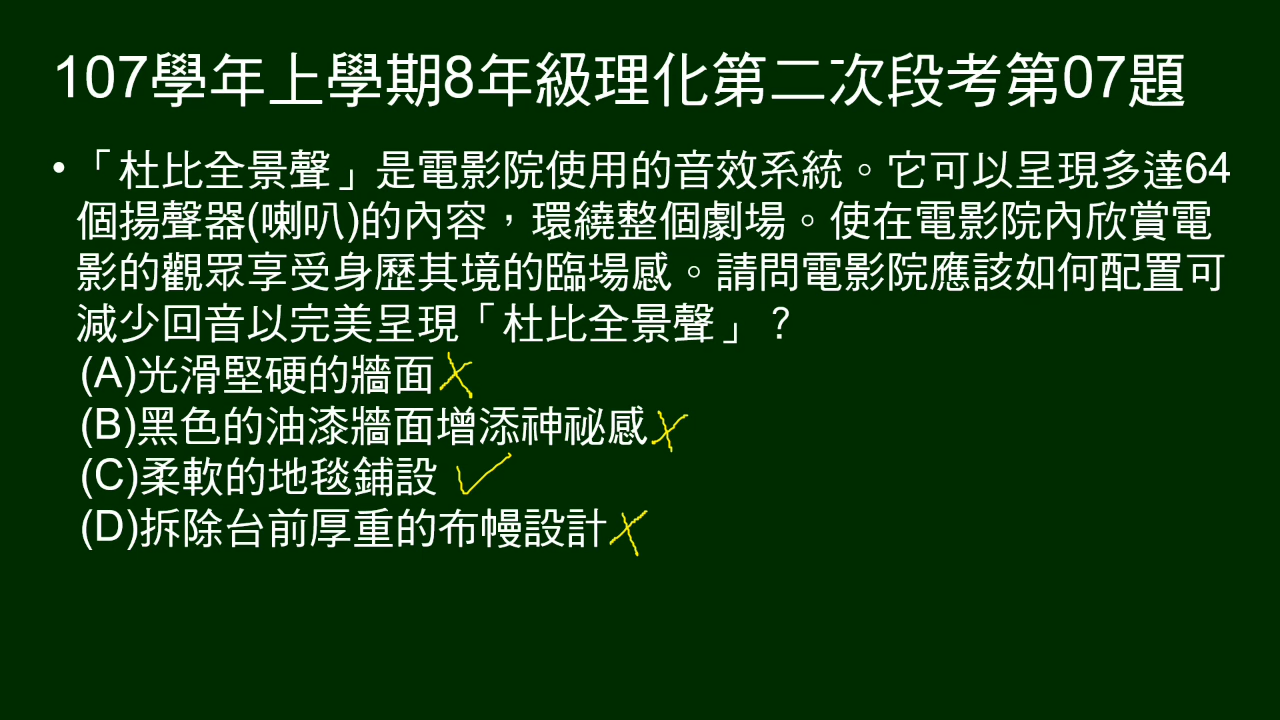 107學年上學期8年級理化第二次段考第07題
•「杜比全景聲」是電影院使用的音效系統。它可以呈現多達64
個揚聲器(喇叭)的內容，環繞整個劇場。使在電影院內欣賞電
影的觀眾享受身歷其境的臨場感。請問電影院應該如何配置可
減少回音以完美呈現「杜比全景聲」？
(A)光滑堅硬的牆面
(B)黑色的油漆牆面增添神祕感
(C)柔軟的地毯鋪設
(D)拆除台前厚重的布幔設計